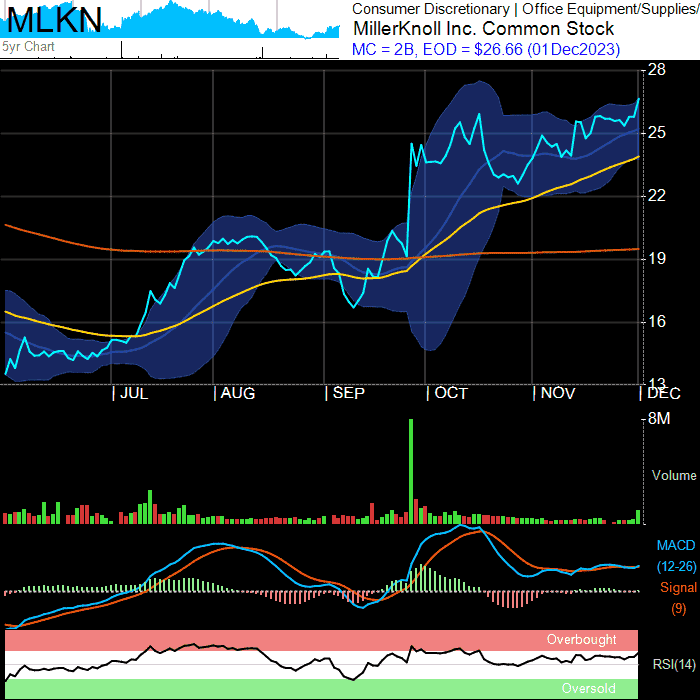 MLKN
5yr Chart
Consumer Discretionary | Office Equipment/Supplies/
MillerKnoll Inc. Common Stock
MC = 2B, EOD = $26.66 (01Dec2023)
28
25
22
19
16
13
JUL
AUG
SEP
OCT
NOV
DEC
8M
Volume
MACD
(12-26)
Signal
(9)
Overbought
RSI(14)
Oversold